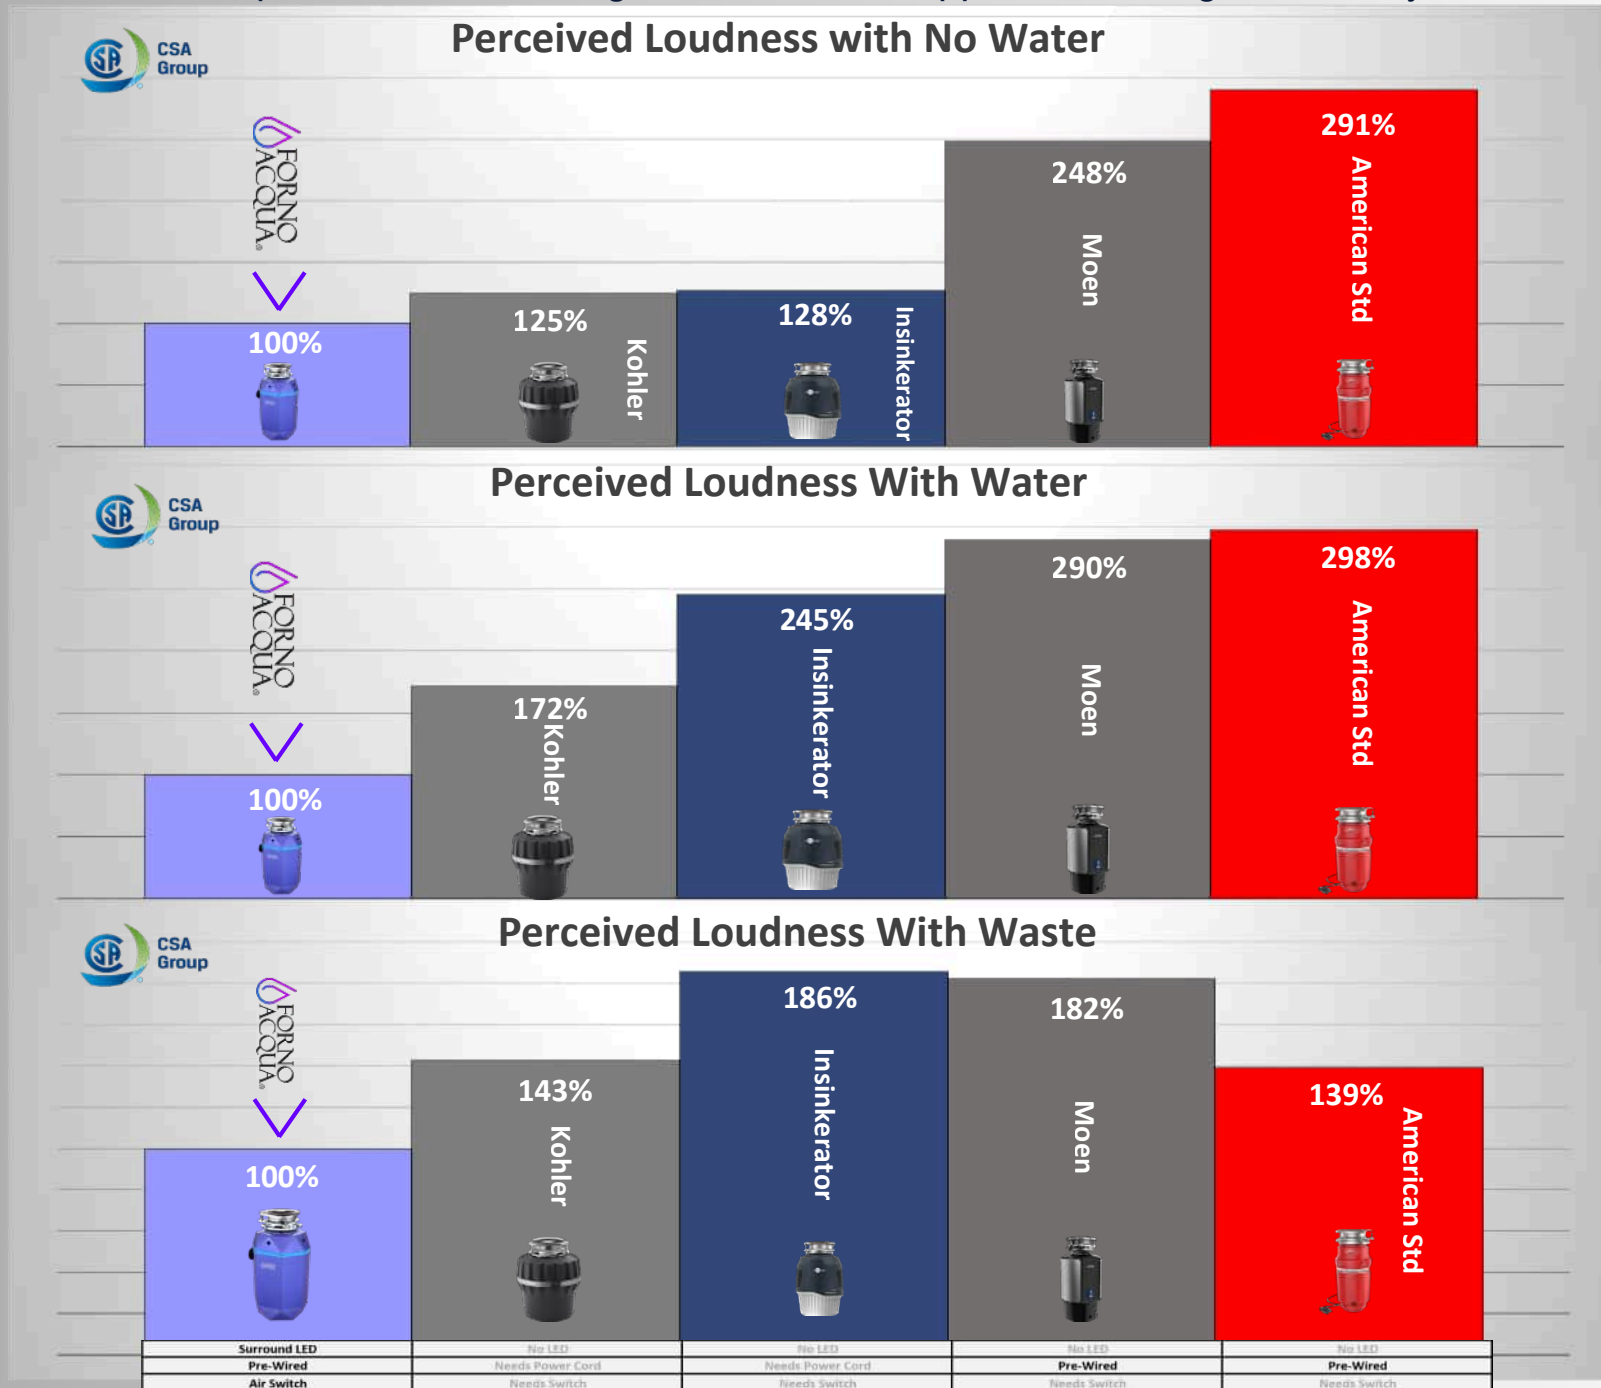 Perceived Loudness with No Water
CSA
Group
FORNO
ACQUA®
100%
125%
Kohler
128%
Insinkerator
248%
Moen
291%
American Std
Perceived Loudness With Water
CSA
Group
FORNO
ACQUA®
100%
172%
Kohler
245%
Insinkerator
290%
Moen
298%
American Std
Perceived Loudness With Waste
CSA
Group
FORNO
ACQUA®
100%
143%
Kohler
186%
Insinkerator
182%
Moen
139%
American Std
Surround LED No LED No LED No LED No LED
Pre-Wired Needs Power Cord Needs Power Cord Pre-Wired Pre-Wired
Air Switch Needs Switch Needs Switch Needs Switch Needs Switch